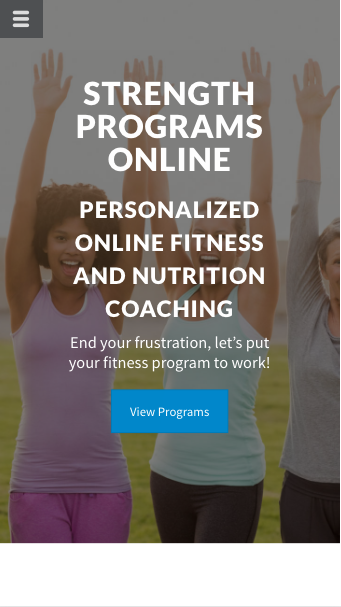 STRENGTH
PROGRAMS
ONLINE
PERSONALIZED
ONLINE FITNESS
AND NUTRITION
COACHING
End your frustration, let's put
your fitness program to work!
View Programs